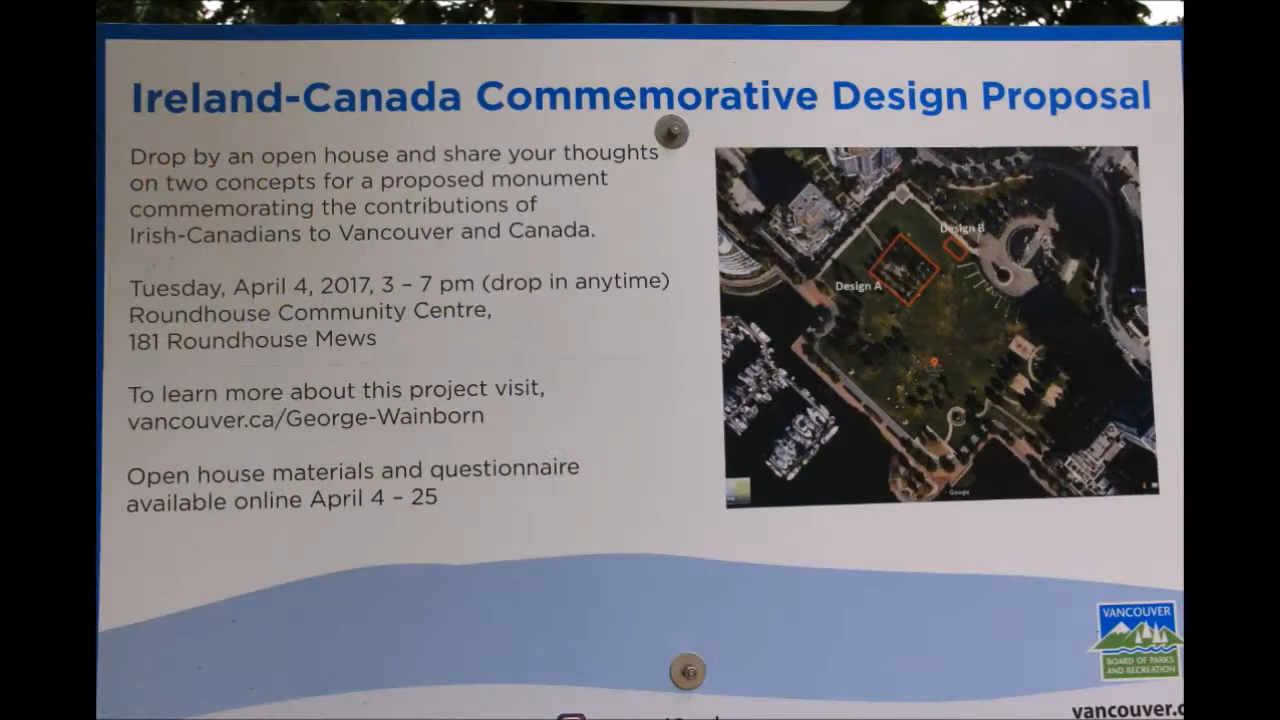 Ireland-Canada Commemorative Design Proposal
Drop by an open house and share your thoughts
on two concepts for a proposed monument
commemorating the contributions of
Irish-Canadians to Vancouver and Canada.
Tuesday, April 4, 2017, 3 – 7 pm (drop in anytime)
Roundhouse Community Centre,
181 Roundhouse Mews
To learn more about this project visit,
vancouver.ca/George-Wainborn
Open house materials and questionnaire
available online April 4 – 25
Design B
Design A
Google
VANCOUVER
BOARD OF PARKS
AND RECREATION
vancouver.c